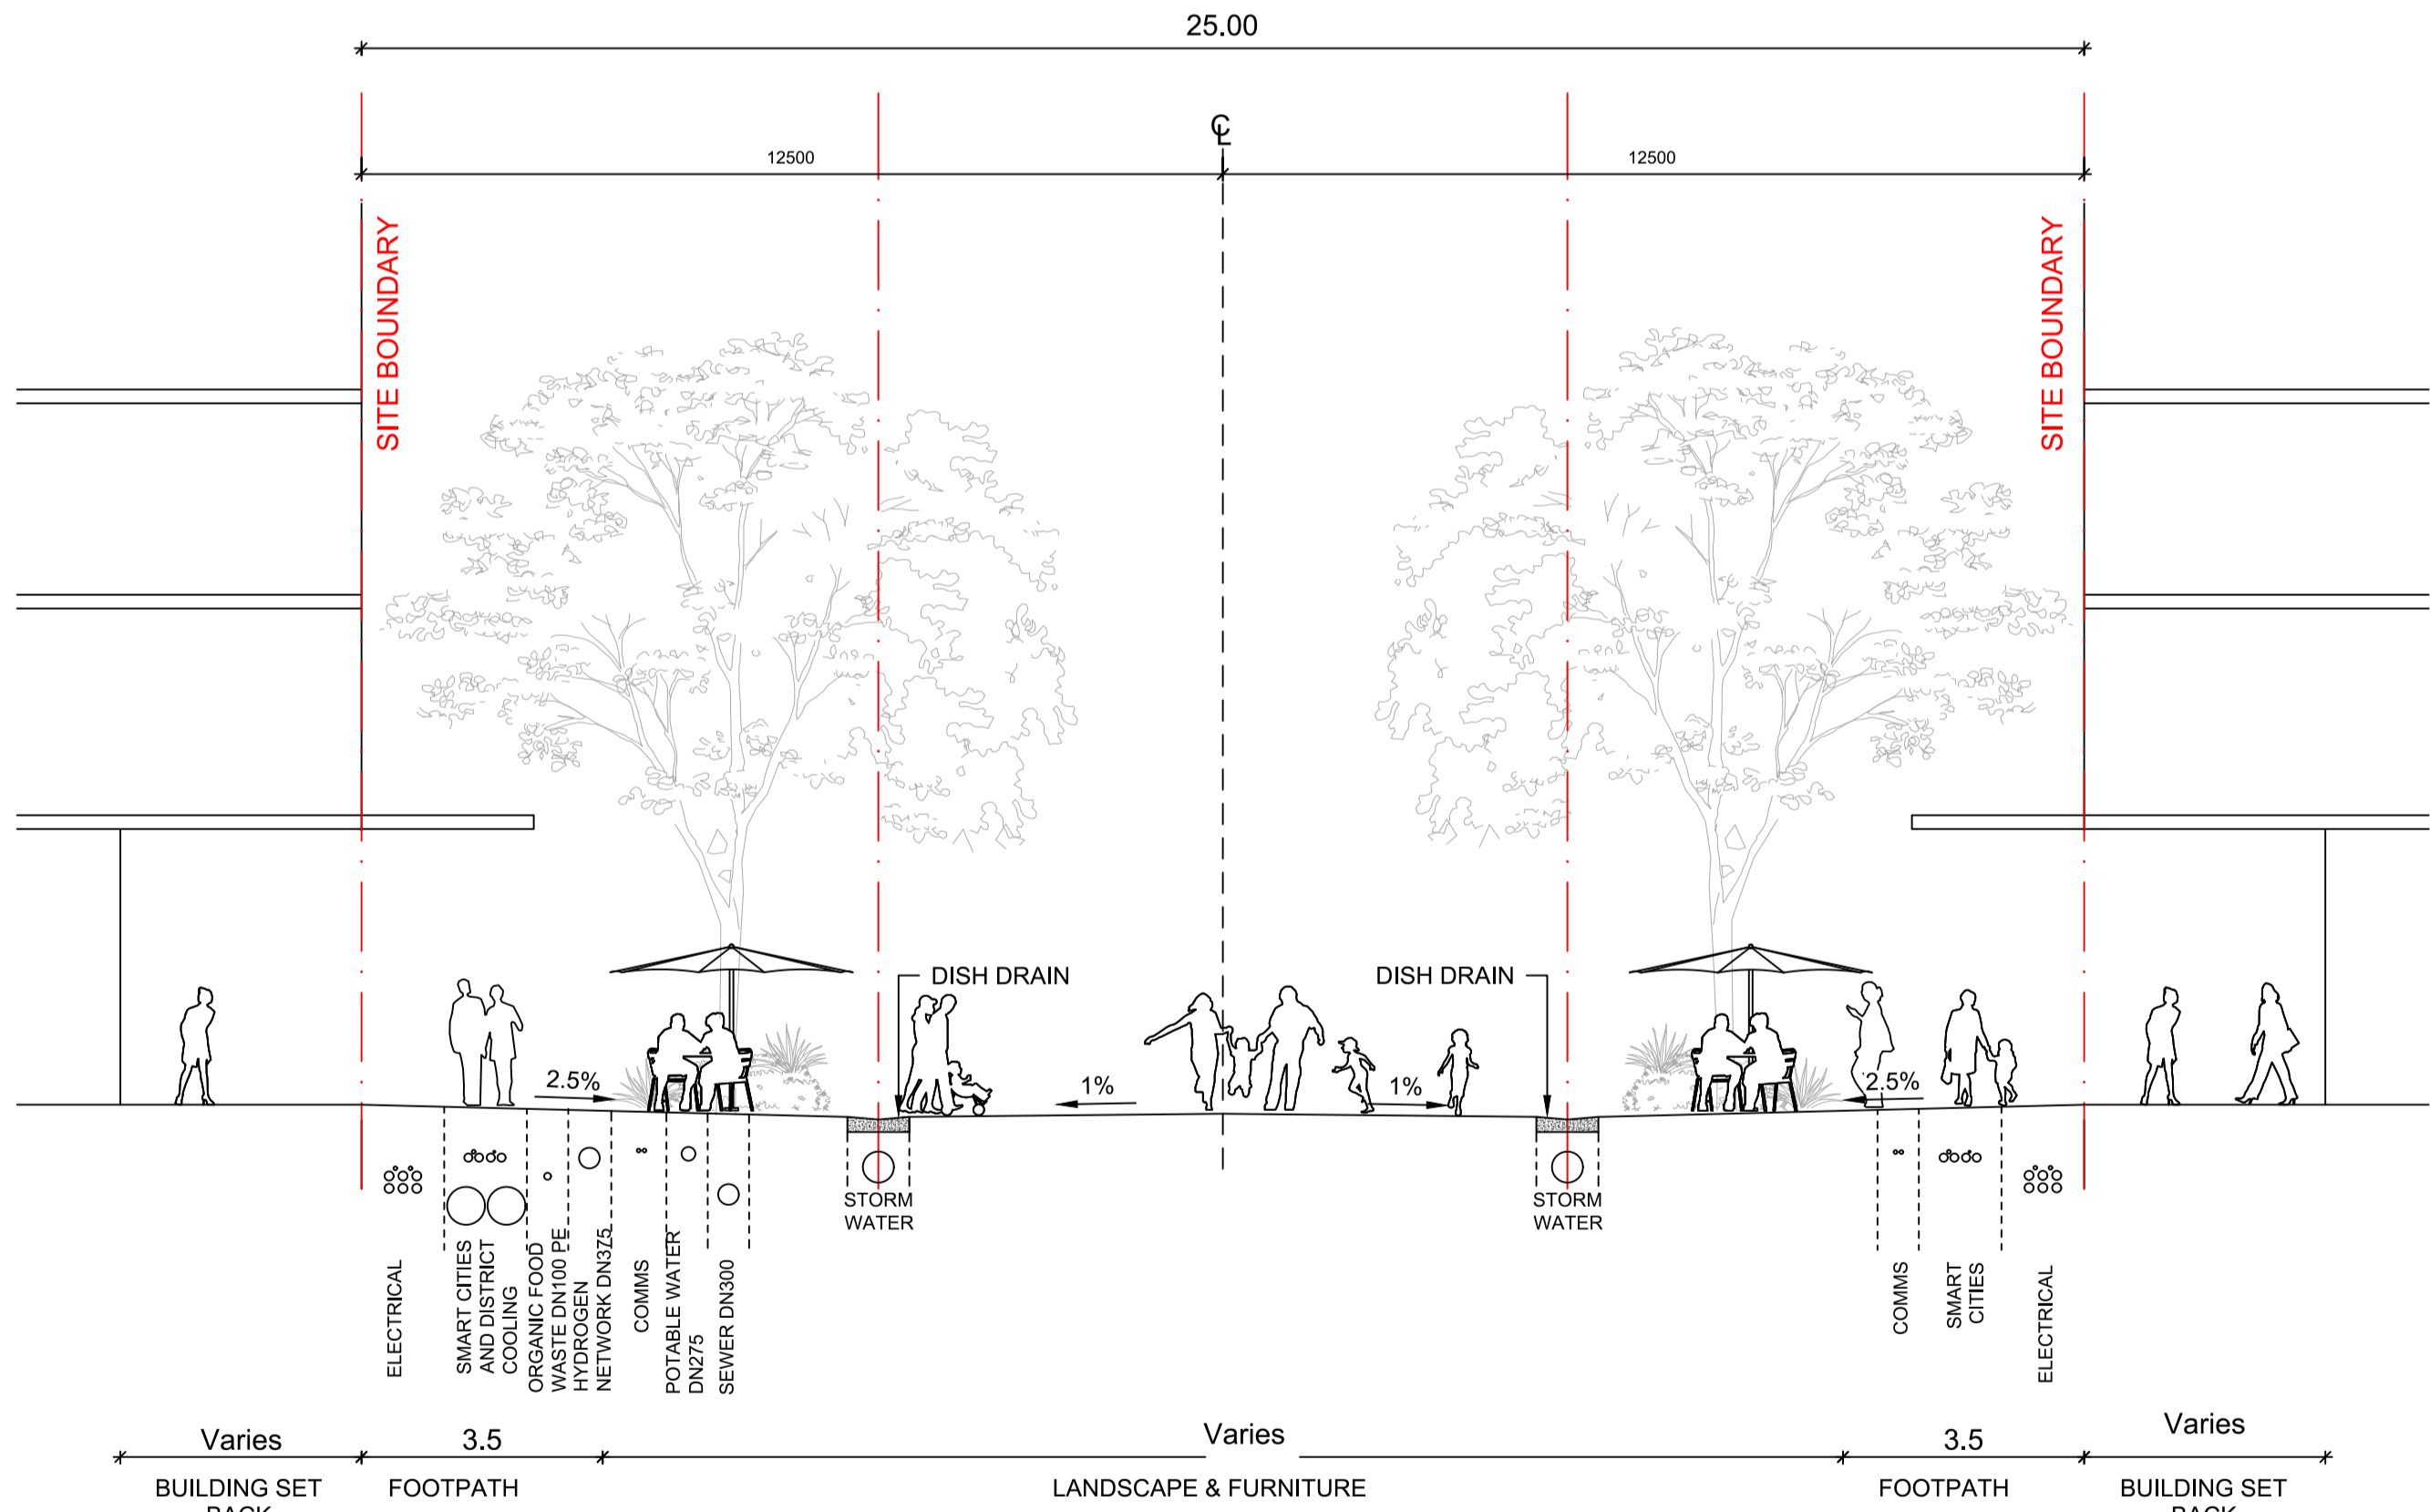 25.00
℄
12500
12500
SITE BOUNDARY
SITE BOUNDARY
DISH DRAIN
DISH DRAIN
2.5%
1%
1%
2.5%
STORM
WATER
STORM
WATER
ELECTRICAL
SMART CITIES
AND DISTRICT
COOLING
ORGANIC FOOD
WASTE DN100 PE
HYDROGEN
NETWORK DN375
COMMS
POTABLE WATER
DN275
SEWER DN300
COMMS
SMART
CITIES
ELECTRICAL
Varies
3.5
Varies
3.5
Varies
BUILDING SET
BACK
FOOTPATH
LANDSCAPE & FURNITURE
FOOTPATH
BUILDING SET
BACK